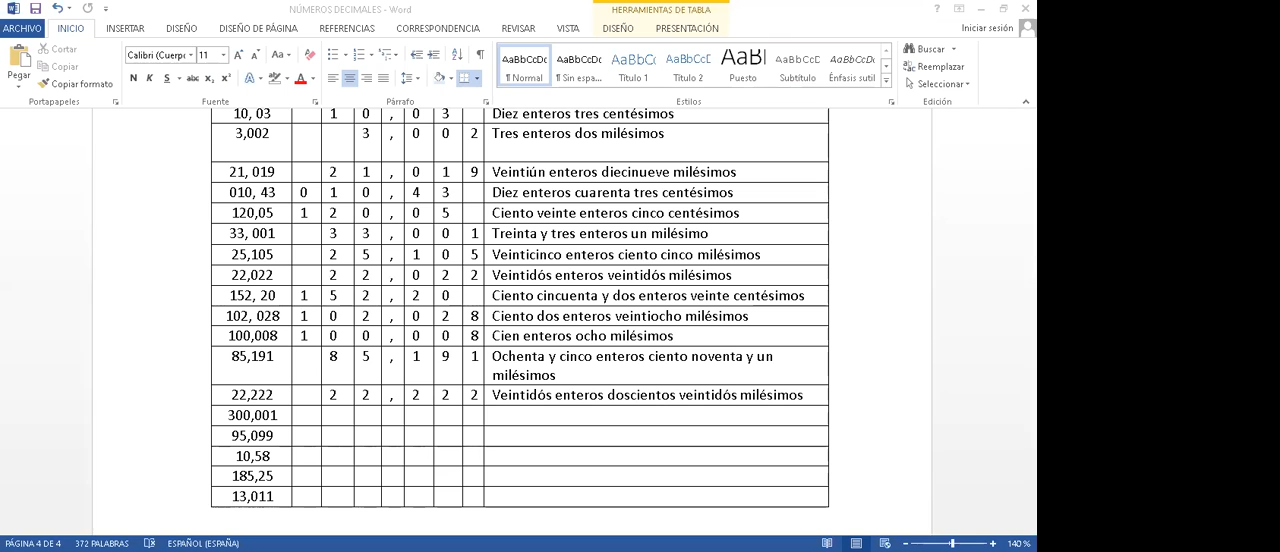 NÚMEROS DECIMALES - Word
HERRAMIENTAS DE TABLA
ARCHIVO INICIO INSERTAR DISEÑO DISEÑO DE PÁGINA REFERENCIAS CORRESPONDENCIA REVISAR VISTA DISEÑO PRESENTACIÓN Iniciar sesión
Pegar
Cortar
Copiar
Copiar formato
Portapapeles
Calibri (Cuerp 11
N K S abc x₂ x²
Fuente
Párrafo
AaBbCcDc ¶ Normal
AaBbCcDc ¶ Sin espa...
AaBbCc Título 1
AaBbCcD Título 2
AaBl Puesto
AaBbCcD Subtítulo
AaBbCcDc Énfasis sutil
Estilos
Buscar
Reemplazar
Seleccionar
Edición
10, 03 1 0 , 0 3 Diez enteros tres centésimos
3,002 3 , 0 0 2 Tres enteros dos milésimos
21, 019 2 1 , 0 1 9 Veintiún enteros diecinueve milésimos
010, 43 0 1 0 , 4 3 Diez enteros cuarenta tres centésimos
120,05 1 2 0 , 0 5 Ciento veinte enteros cinco centésimos
33, 001 3 3 , 0 0 1 Treinta y tres enteros un milésimo
25,105 2 5 , 1 0 5 Veinticinco enteros ciento cinco milésimos
22,022 2 2 , 0 2 2 Veintidós enteros veintidós milésimos
152, 20 1 5 2 , 2 0 Ciento cincuenta y dos enteros veinte centésimos
102, 028 1 0 2 , 0 2 8 Ciento dos enteros veintiocho milésimos
100,008 1 0 0 , 0 0 8 Cien enteros ocho milésimos
85,191 8 5 , 1 9 1 Ochenta y cinco enteros ciento noventa y un
milésimos
22,222 2 2 , 2 2 2 Veintidós enteros doscientos veintidós milésimos
300,001
95,099
10,58
185,25
13,011
PÁGINA 4 DE 4 372 PALABRAS ESPAÑOL (ESPAÑA) 140 %